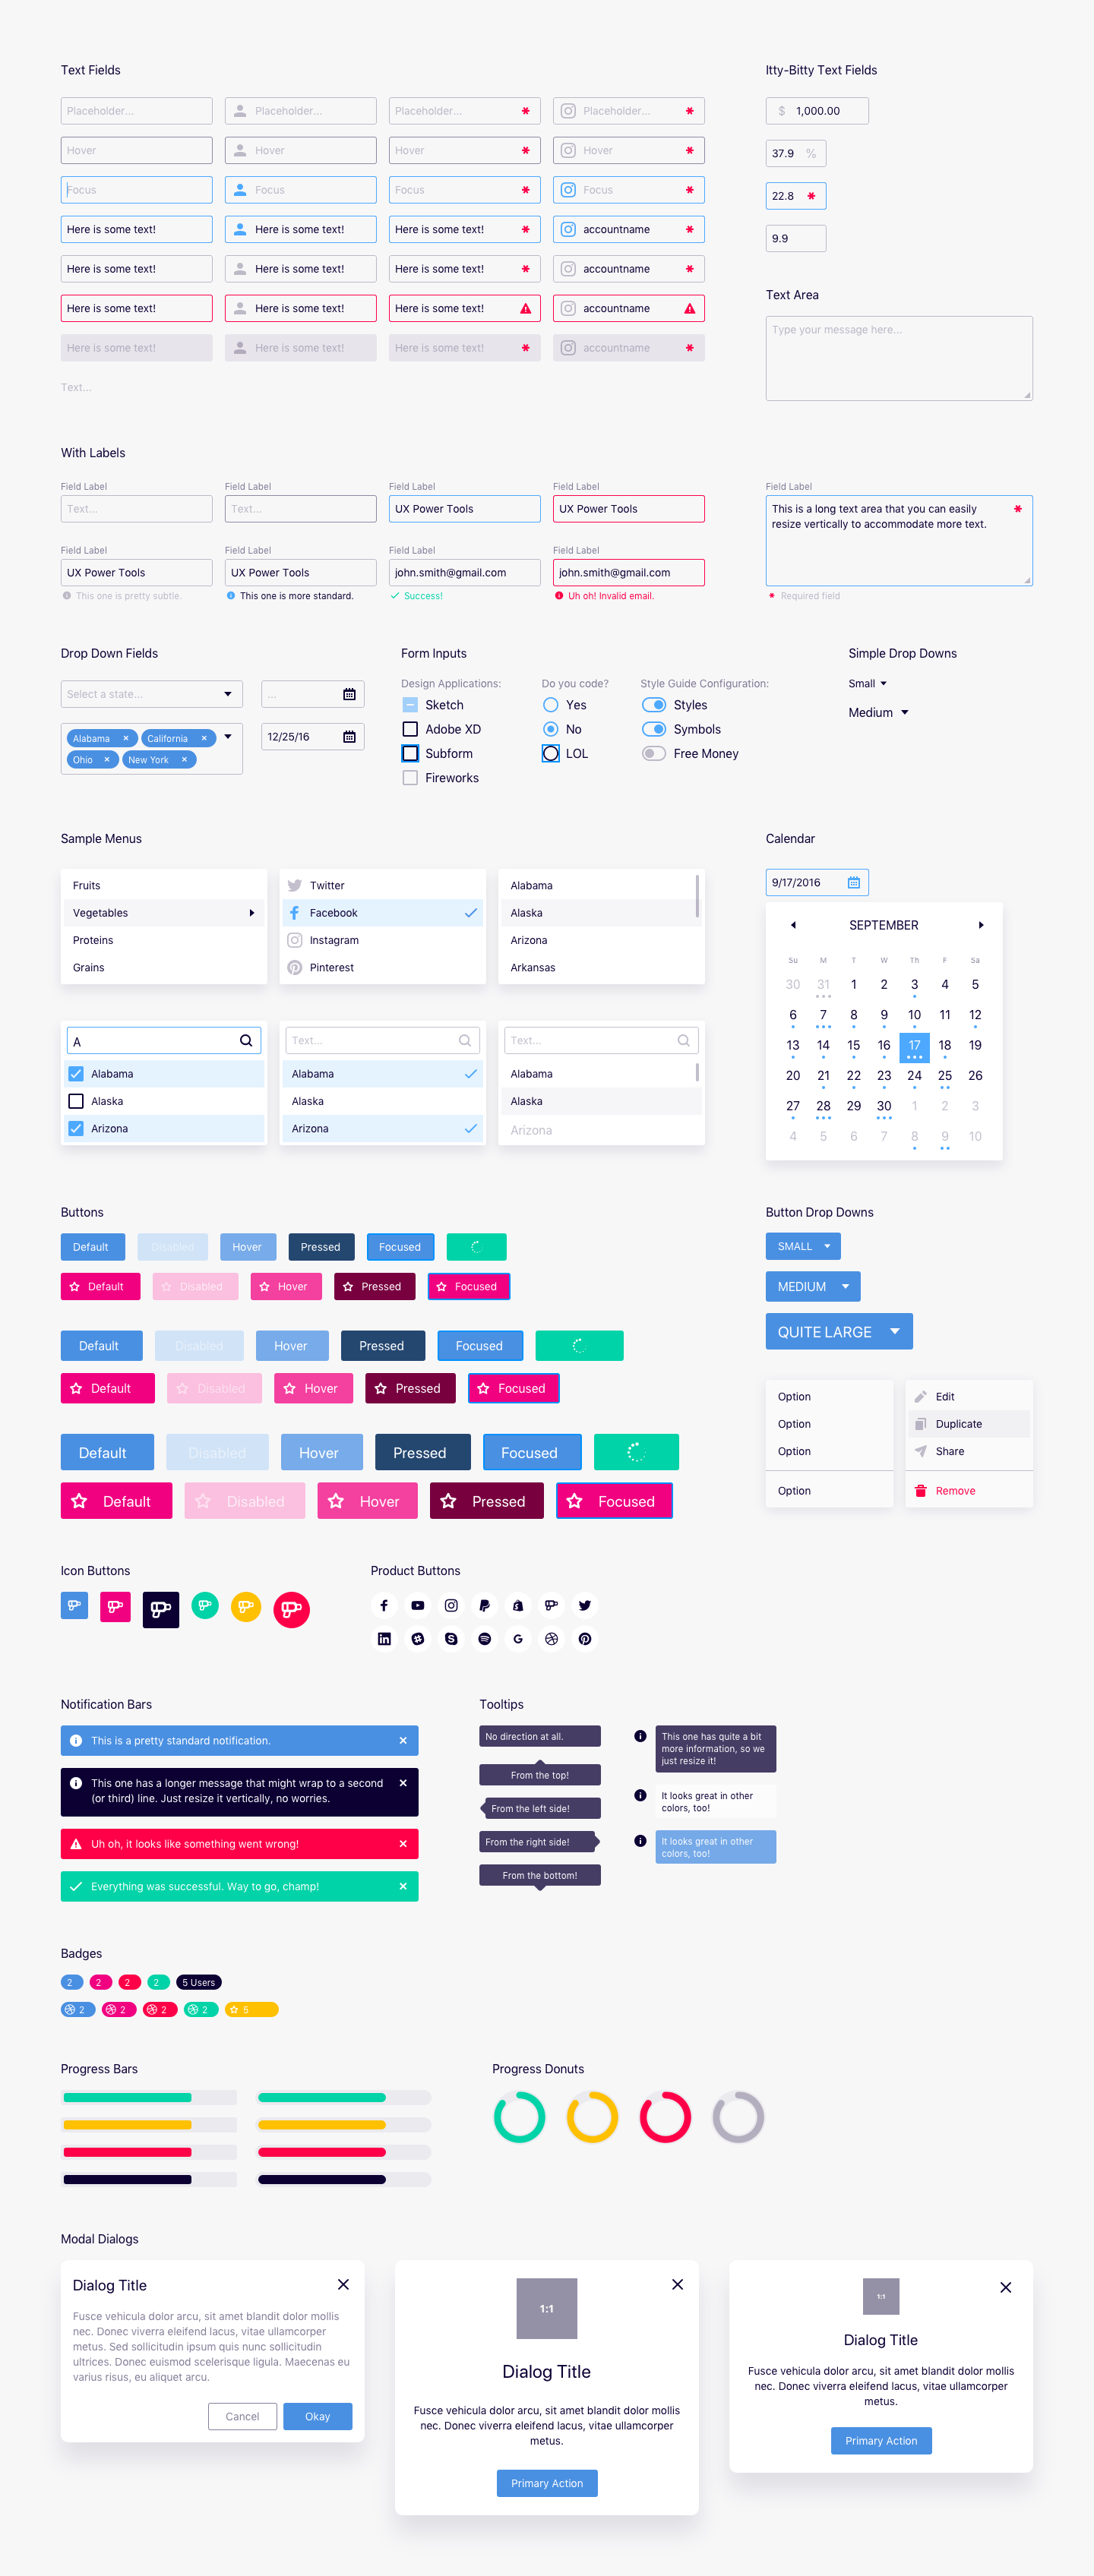 Text Fields
Placeholder...
Placeholder...
Placeholder...
Placeholder...
Hover
Hover
Hover
Hover
Focus
Focus
Focus
Focus
Here is some text!
Here is some text!
Here is some text!
accountname
Here is some text!
Here is some text!
Here is some text!
accountname
Here is some text!
Here is some text!
Here is some text!
accountname
Here is some text!
Here is some text!
Here is some text!
accountname
Text...
Itty-Bitty Text Fields
$ 1,000.00
37.9 %
22.8 *
9.9
Text Area
Type your message here...
With Labels
Field Label
Text...
Field Label
Text...
Field Label
UX Power Tools
Field Label
UX Power Tools
Field Label
UX Power Tools
This one is pretty subtle.
Field Label
UX Power Tools
This one is more standard.
Field Label
john.smith@gmail.com
Success!
Field Label
john.smith@gmail.com
Uh oh! Invalid email.
Field Label
This is a long text area that you can easily
resize vertically to accommodate more text.
* Required field
Drop Down Fields
Select a state...
...
Alabama × California ×
Ohio × New York ×
12/25/16
Form Inputs
Design Applications:
Sketch
Adobe XD
Subform
Fireworks
Do you code?
Yes
No
LOL
Style Guide Configuration:
Styles
Symbols
Free Money
Simple Drop Downs
Small
Medium
Sample Menus
Fruits
Vegetables
Proteins
Grains
Twitter
Facebook
Instagram
Pinterest
Alabama
Alaska
Arizona
Arkansas
A
Alabama
Alaska
Arizona
Text...
Alabama
Alaska
Arizona
Text...
Alabama
Alaska
Arizona
Calendar
9/17/2016
SEPTEMBER
Su M T W Th F Sa
30 31 1 2 3 4 5
6 7 8 9 10 11 12
13 14 15 16 17 18 19
20 21 22 23 24 25 26
27 28 29 30 1 2 3
4 5 6 7 8 9 10
Buttons
Default Disabled Hover Pressed Focused
Default Disabled Hover Pressed Focused
Default Disabled Hover Pressed Focused
Default Disabled Hover Pressed Focused
Default Disabled Hover Pressed Focused
Default Disabled Hover Pressed Focused
Button Drop Downs
SMALL
MEDIUM
QUITE LARGE
Option
Option
Option
Option
Edit
Duplicate
Share
Remove
Icon Buttons
Product Buttons
Notification Bars
This is a pretty standard notification.
This one has a longer message that might wrap to a second
(or third) line. Just resize it vertically, no worries.
Uh oh, it looks like something went wrong!
Everything was successful. Way to go, champ!
Tooltips
No direction at all.
From the top!
From the left side!
From the right side!
From the bottom!
This one has quite a bit
more information, so we
just resize it!
It looks great in other
colors, too!
It looks great in other
colors, too!
Badges
2 2 2 2 5 Users
2 2 2 2 5
Progress Bars
Progress Donuts
Modal Dialogs
Dialog Title
Fusce vehicula dolor arcu, sit amet blandit dolor mollis
nec. Donec viverra eleifend lacus, vitae ullamcorper
metus. Sed sollicitudin ipsum quis nunc sollicitudin
ultrices. Donec euismod scelerisque ligula. Maecenas eu
varius risus, eu aliquet arcu.
Cancel
Okay
1:1
Dialog Title
Fusce vehicula dolor arcu, sit amet blandit dolor mollis
nec. Donec viverra eleifend lacus, vitae ullamcorper
metus.
Primary Action
1:1
Dialog Title
Fusce vehicula dolor arcu, sit amet blandit dolor mollis
nec. Donec viverra eleifend lacus, vitae ullamcorper
metus.
Primary Action